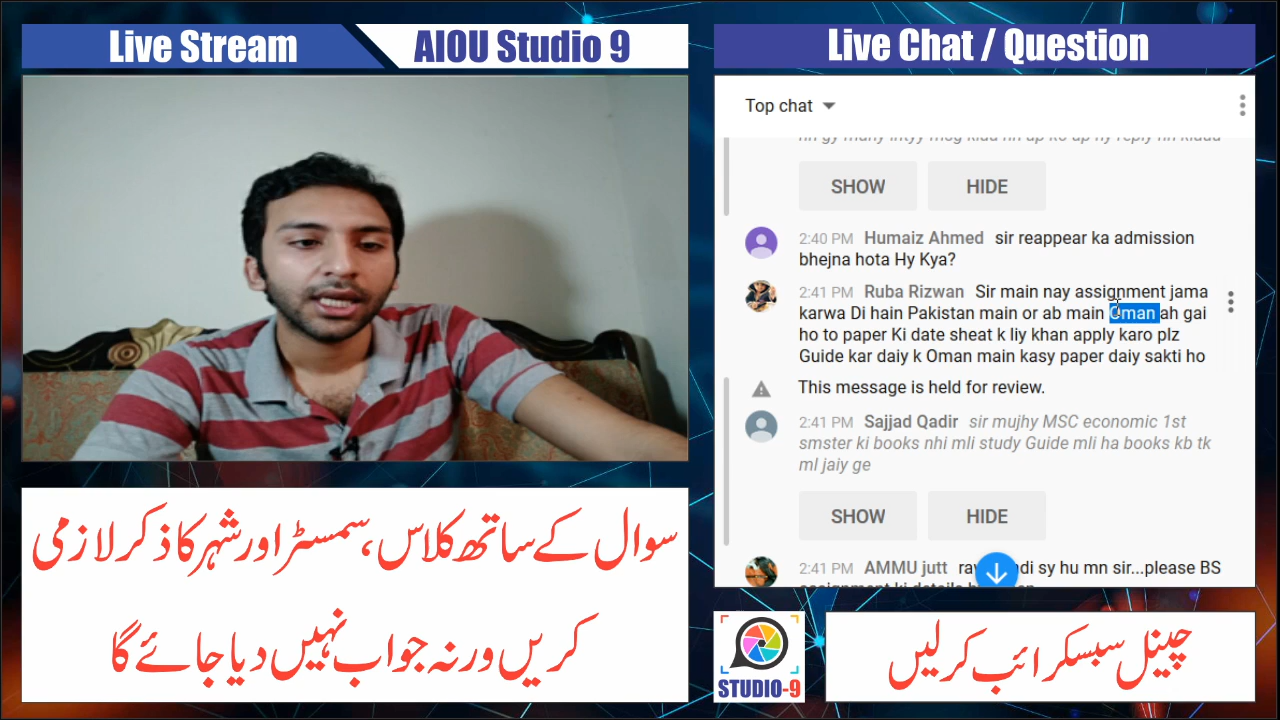 Live Stream
AIOU Studio 9
Live Chat / Question
Top chat
SHOW
HIDE
2:40 PM Humaiz Ahmed sir reappear ka admission
bhejna hota Hy Kya?
2:41 PM Ruba Rizwan Sir main nay assignment jama
karwa Di hain Pakistan main or ab main Oman ah gai
ho to paper Ki date sheat k liy khan apply karo plz
Guide kar daiy k Oman main kasy paper daiy sakti ho
This message is held for review.
2:41 PM Sajjad Qadir sir mujhy MSC economic 1st
smster ki books nhi mli study Guide mli ha books kb tk
ml jaiy ge
SHOW
HIDE
2:41 PM AMMU jutt sy hu mn sir...please BS
سوال کے ساتھ کلاس، سمسٹر اور شہر کا ذکر لازمی
کریں ورنہ جواب نہیں دیا جائے گا
STUDIO-9
چینل سبسکرائب کرلیں